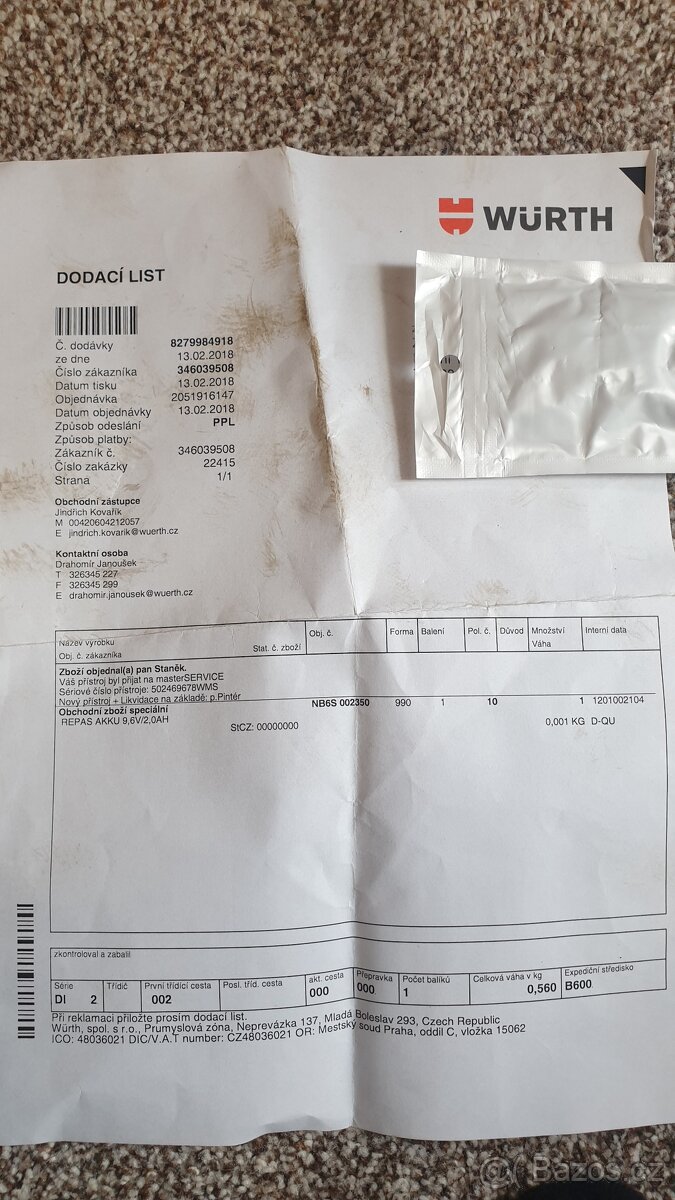 WÜRTH
DODACÍ LIST
Č. dodávky 8279984918
ze dne 13.02.2018
Číslo zákazníka 346039508
Datum tisku 13.02.2018
Objednávka 2051916147
Datum objednávky 13.02.2018
Způsob odeslání PPL
Způsob platby:
Zákazník č. 346039508
Číslo zakázky 22415
Strana 1/1
Obchodní zástupce
Jindřich Kovařík
M 00420604212057
E jindrich.kovarik@wuerth.cz
Kontaktní osoba
Drahomír Janoušek
T 326345 227
F 326345 299
E drahomir.janousek@wuerth.cz
Název výrobku Obj. č. Forma Balení Pol. č. Důvod Množství Interní data
Obj. č. zákazníka Stat. č. zboží Váha
Zboží objednal(a) pan Staněk.
Váš přístroj byl přijat na masterSERVICE
Sériové číslo přístroje: 502469678WMS
Nový přístroj + Likvidace na základě: p.Pintér
Obchodní zboží speciální NB6S 002350 990 1 10 1 1201002104
REPAS AKKU 9,6V/2,0AH StCZ: 00000000 0,001 KG D-QU
zkontroloval a zabalil
Série Třídič První třídící cesta Posl. tříd. cesta akt. cesta Přepravka Počet balíků Celková váha v kg Expediční středisko
DI 2 002 000 000 1 0,560 B600
Při reklamaci přiložte prosím dodací list.
Würth, spol. s r.o., Prumyslová zóna, Neprevázka 137, Mladá Boleslav 293, Czech Republic
ICO: 48036021 DIC/V.A.T number: CZ48036021 OR: Mestský soud Praha, oddíl C, vložka 15062
Bazos.cz